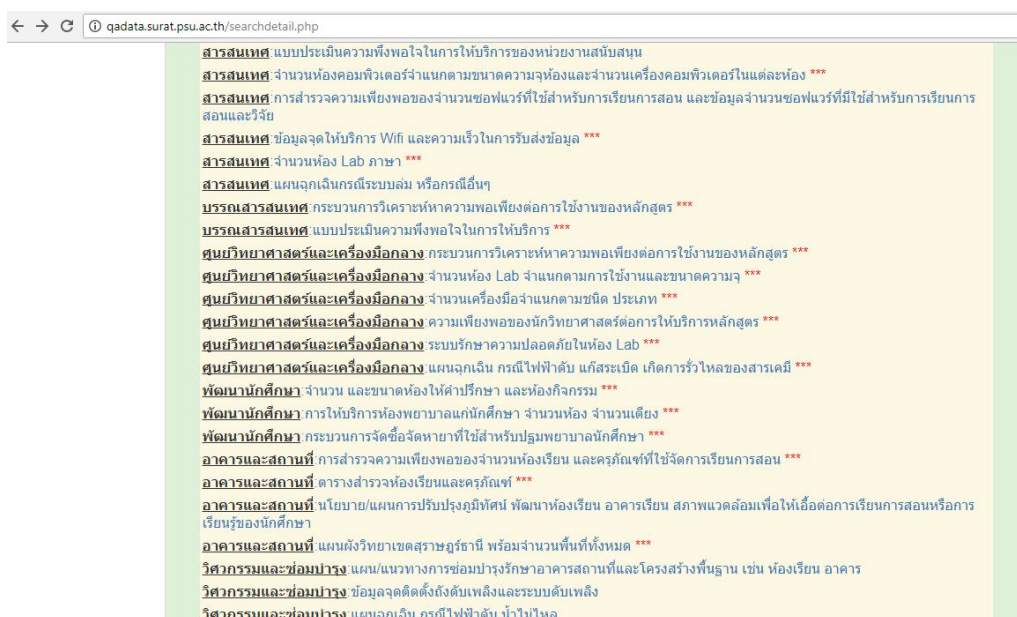 qadata.surat.psu.ac.th/searchdetail.php
สารสนเทศ:แบบประเมินความพึงพอใจในการให้บริการของหน่วยงานสนับสนุน
สารสนเทศ:จำนวนห้องคอมพิวเตอร์จำแนกตามขนาดความจุห้องและจำนวนเครื่องคอมพิวเตอร์ในแต่ละห้อง ***
สารสนเทศ:การสำรวจความเพียงพอของจำนวนซอฟแวร์ที่ใช้สำหรับการเรียนการสอน และข้อมูลจำนวนซอฟแวร์ที่มีใช้สำหรับการเรียนการ
สอนและวิจัย
สารสนเทศ:ข้อมูลจุดให้บริการ Wifi และความเร็วในการรับส่งข้อมูล ***
สารสนเทศ:จำนวนห้อง Lab ภาษา ***
สารสนเทศ:แผนฉุกเฉินกรณีระบบล่ม หรือกรณีอื่นๆ
บรรณสารสนเทศ:กระบวนการวิเคราะห์หาความพอเพียงต่อการใช้งานของหลักสูตร ***
บรรณสารสนเทศ:แบบประเมินความพึงพอใจในการให้บริการ ***
ศูนย์วิทยาศาสตร์และเครื่องมือกลาง:กระบวนการวิเคราะห์หาความพอเพียงต่อการใช้งานของหลักสูตร ***
ศูนย์วิทยาศาสตร์และเครื่องมือกลาง:จำนวนห้อง Lab จำแนกตามการใช้งานและขนาดความจุ ***
ศูนย์วิทยาศาสตร์และเครื่องมือกลาง:จำนวนเครื่องมือจำแนกตามชนิด ประเภท ***
ศูนย์วิทยาศาสตร์และเครื่องมือกลาง:ความเพียงพอของนักวิทยาศาสตร์ต่อการให้บริการหลักสูตร ***
ศูนย์วิทยาศาสตร์และเครื่องมือกลาง:ระบบรักษาความปลอดภัยในห้อง Lab ***
ศูนย์วิทยาศาสตร์และเครื่องมือกลาง:แผนฉุกเฉิน กรณีไฟฟ้าดับ แก๊สระเบิด เกิดการรั่วไหลของสารเคมี ***
พัฒนานักศึกษา:จำนวน และขนาดห้องให้คำปรึกษา และห้องกิจกรรม ***
พัฒนานักศึกษา:การให้บริการห้องพยาบาลแก่นักศึกษา จำนวนห้อง จำนวนเตียง ***
พัฒนานักศึกษา:กระบวนการจัดซื้อจัดหายาที่ใช้สำหรับปฐมพยาบาลนักศึกษา ***
อาคารและสถานที่:การสำรวจความเพียงพอของจำนวนห้องเรียน และครุภัณฑ์ที่ใช้จัดการเรียนการสอน ***
อาคารและสถานที่:ตารางสำรวจห้องเรียนและครุภัณฑ์ ***
อาคารและสถานที่:นโยบาย/แผนการปรับปรุงภูมิทัศน์ พัฒนาห้องเรียน อาคารเรียน สภาพแวดล้อมเพื่อให้เอื้อต่อการเรียนการสอนหรือการ
เรียนรู้ของนักศึกษา
อาคารและสถานที่:แผนผังวิทยาเขตสุราษฎร์ธานี พร้อมจำนวนพื้นที่ทั้งหมด ***
วิศวกรรมและซ่อมบำรุง:แผน/แนวทางการซ่อมบำรุงรักษาอาคารสถานที่และโครงสร้างพื้นฐาน เช่น ห้องเรียน อาคาร
วิศวกรรมและซ่อมบำรุง:ข้อมูลจุดติดตั้งถังดับเพลิงและระบบดับเพลิง
วิศวกรรมและซ่อมบำรุง:แผนฉุกเฉิน กรณีไฟฟ้าดับ น้ำไม่ไหล